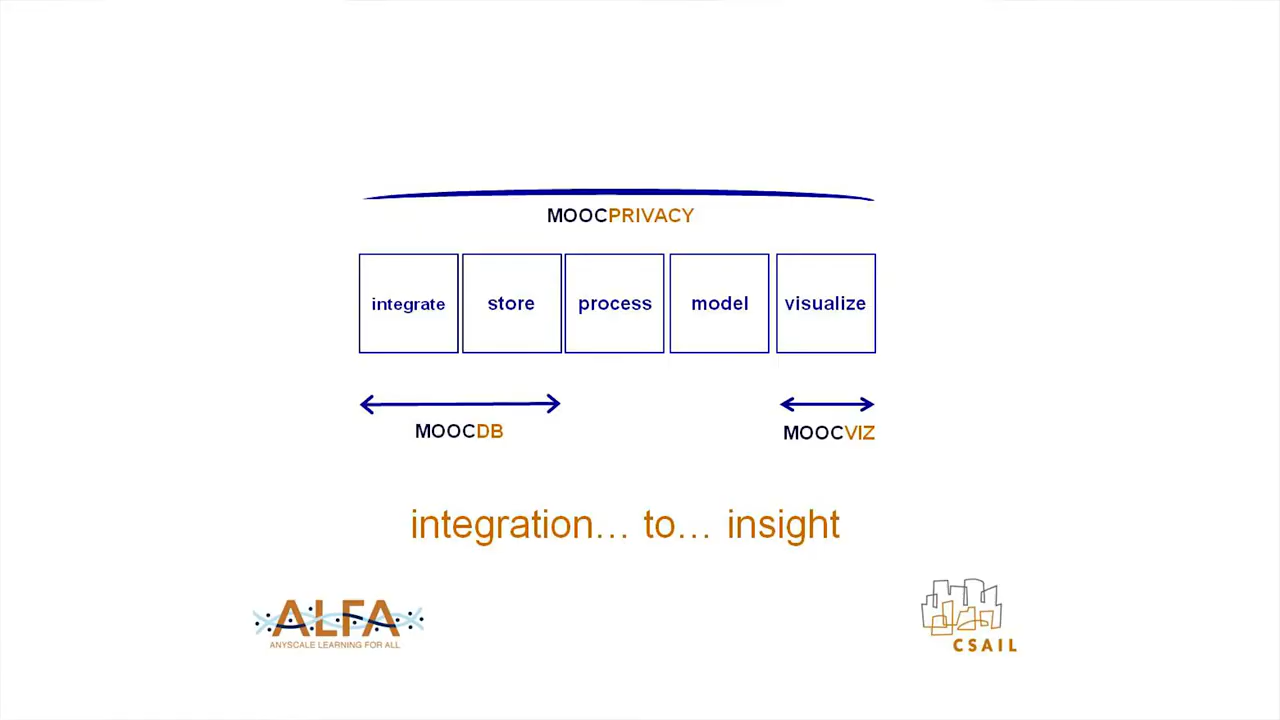 MOOCPRIVACY
integrate store process model visualize
MOOCDB MOOCVIZ
integration... to... insight
ALFA
ANYSCALE LEARNING FOR ALL
CSAIL